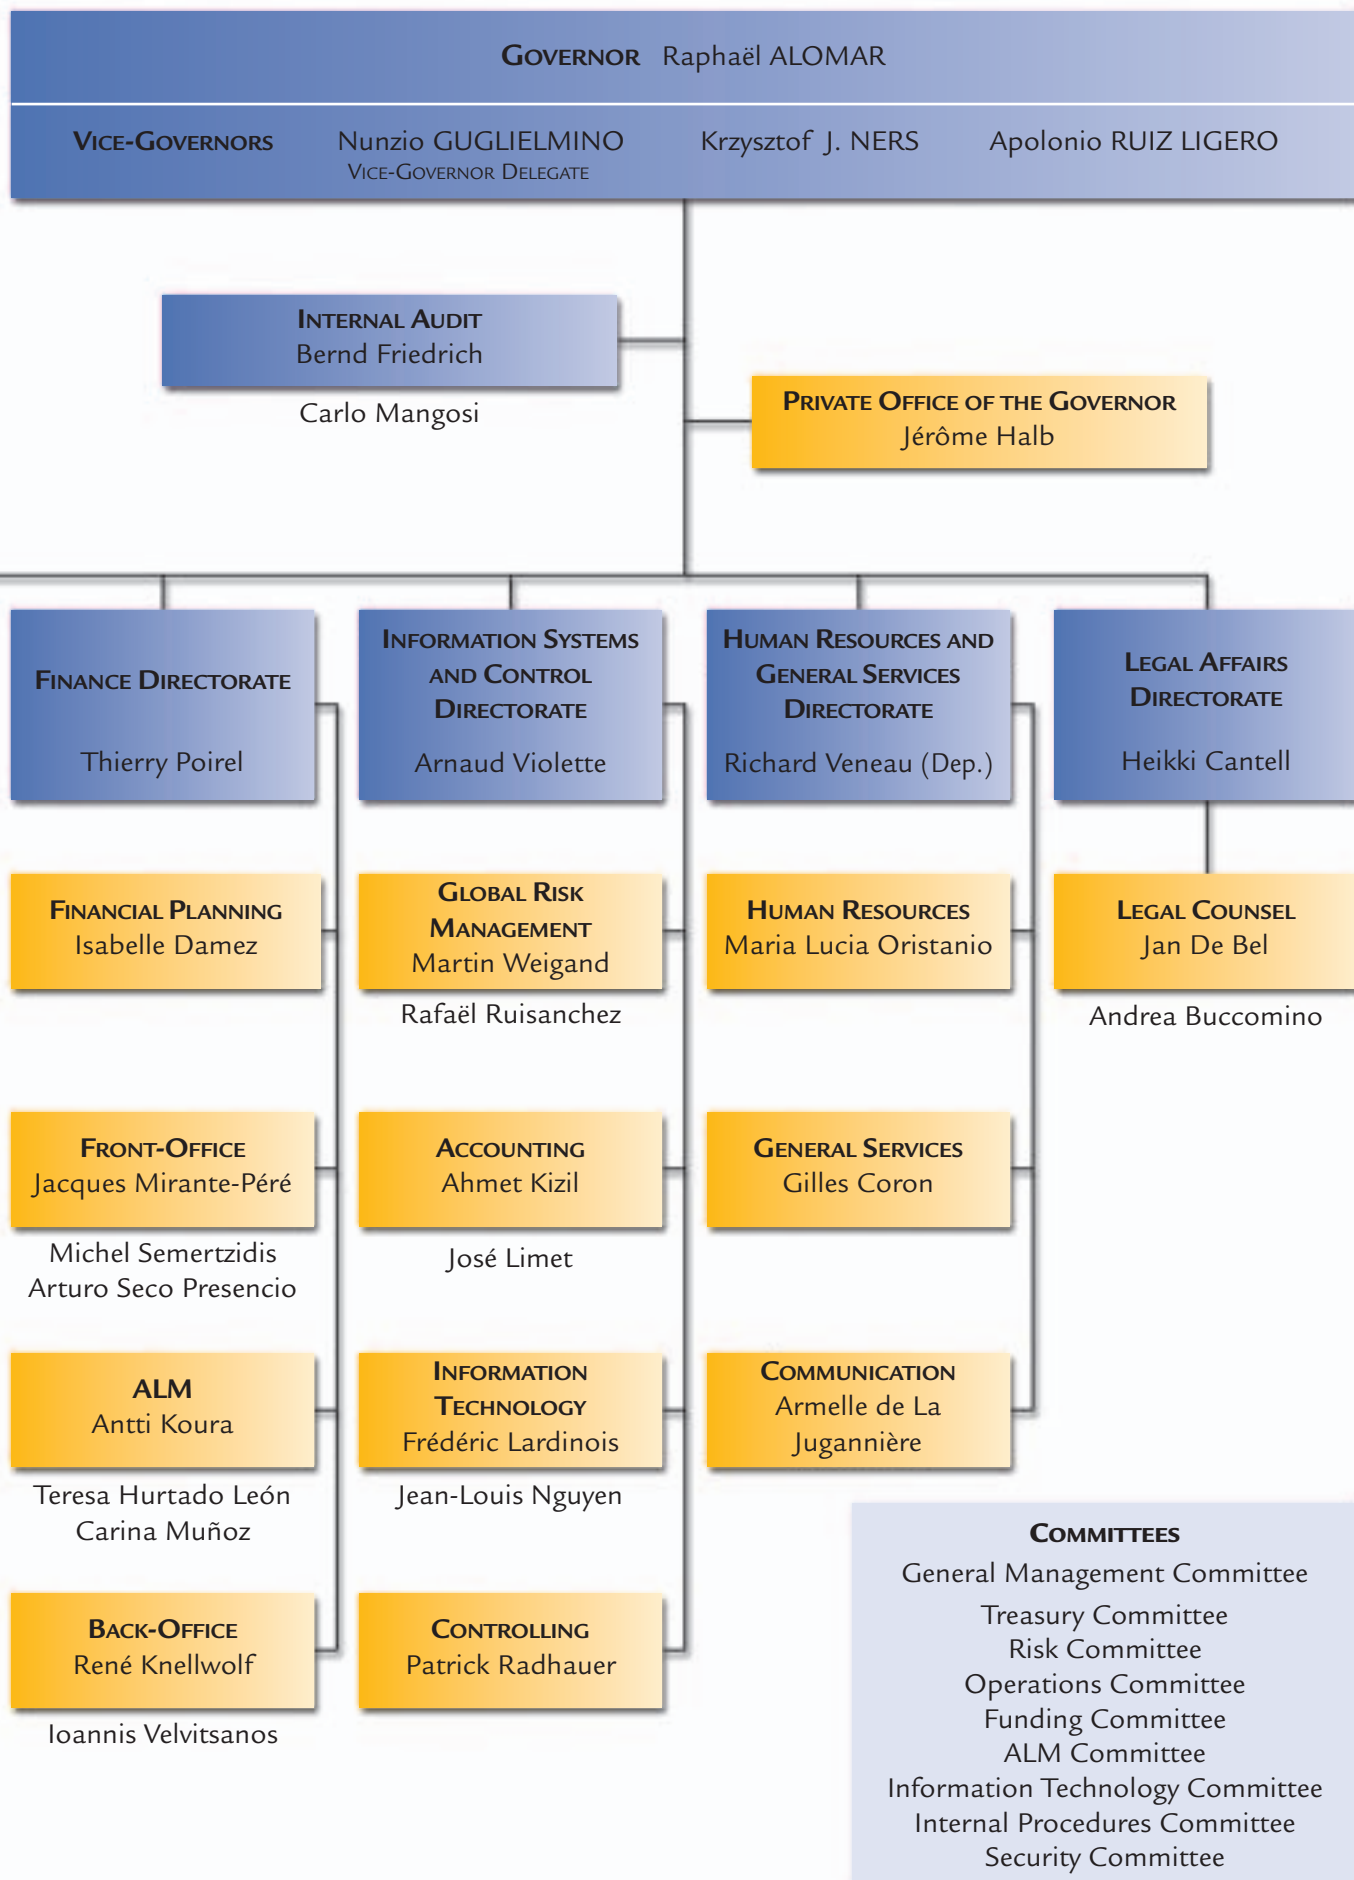 GOVERNOR Raphaël ALOMAR
VICE-GOVERNORS Nunzio GUGLIELMINO Krzysztof J. NERS Apolonio RUIZ LIGERO
VICE-GOVERNOR DELEGATE
INTERNAL AUDIT
Bernd Friedrich
Carlo Mangosi
PRIVATE OFFICE OF THE GOVERNOR
Jérôme Halb
FINANCE DIRECTORATE
Thierry Poirel
FINANCIAL PLANNING
Isabelle Damez
FRONT-OFFICE
Jacques Mirante-Péré
Michel Semertzidis
Arturo Seco Presencio
ALM
Antti Koura
Teresa Hurtado León
Carina Muñoz
BACK-OFFICE
René Knellwolf
Ioannis Velvitsanos
INFORMATION SYSTEMS
AND CONTROL
DIRECTORATE
Arnaud Violette
GLOBAL RISK
MANAGEMENT
Martin Weigand
Rafaël Ruisanchez
ACCOUNTING
Ahmet Kizil
José Limet
INFORMATION
TECHNOLOGY
Frédéric Lardinois
Jean-Louis Nguyen
CONTROLLING
Patrick Radhauer
HUMAN RESOURCES AND
GENERAL SERVICES
DIRECTORATE
Richard Veneau (Dep.)
HUMAN RESOURCES
Maria Lucia Oristanio
GENERAL SERVICES
Gilles Coron
COMMUNICATION
Armelle de La
Jugannière
LEGAL AFFAIRS
DIRECTORATE
Heikki Cantell
LEGAL COUNSEL
Jan De Bel
Andrea Buccomino
COMMITTEES
General Management Committee
Treasury Committee
Risk Committee
Operations Committee
Funding Committee
ALM Committee
Information Technology Committee
Internal Procedures Committee
Security Committee